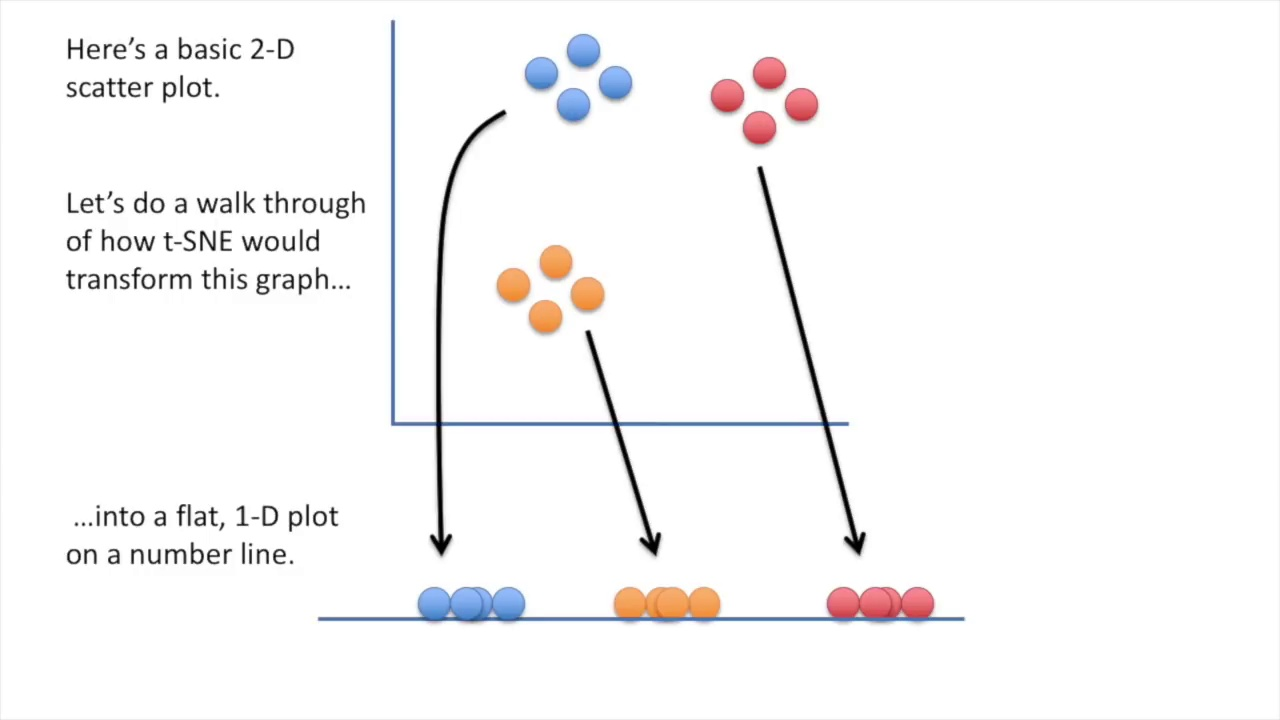 Here’s a basic 2-D
scatter plot.
Let’s do a walk through
of how t-SNE would
transform this graph…
…into a flat, 1-D plot
on a number line.